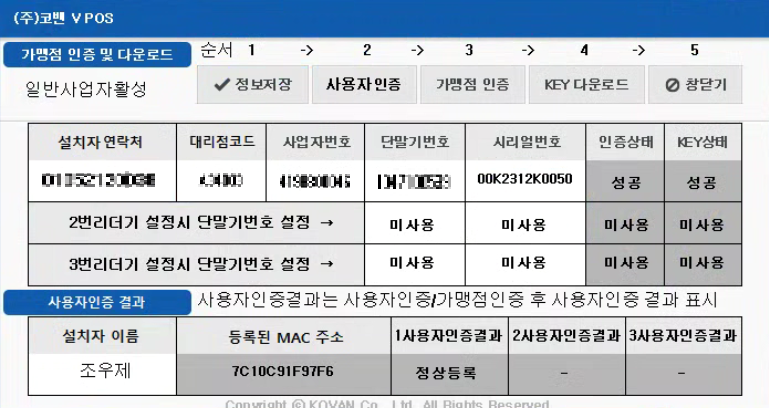 (주)코밴 V POS
가맹점 인증 및 다운로드 순서 1 -> 2 -> 3 -> 4 -> 5
일반사업자활성 정보저장 사용자인증 가맹점 인증 KEY 다운로드 창닫기
설치자 연락처 대리점코드 사업자번호 단말기번호 시리얼번호 인증상태 KEY상태
00K2312K0050 성공 성공
2번리더기 설정시 단말기번호 설정 → 미사용 미사용 미사용 미사용
3번리더기 설정시 단말기번호 설정 → 미사용 미사용 미사용 미사용
사용자인증 결과 사용자인증결과는 사용자인증/가맹점인증 후 사용자인증 결과 표시
설치자 이름 등록된 MAC 주소 1사용자인증결과 2사용자인증결과 3사용자인증결과
조우제 7C10C91F97F6 정상등록 - -
Copyright © KOVAN Co., Ltd. All Rights Reserved